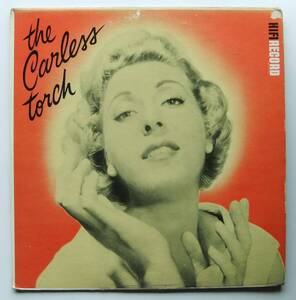 the
Carless
torch
HIFI RECORD